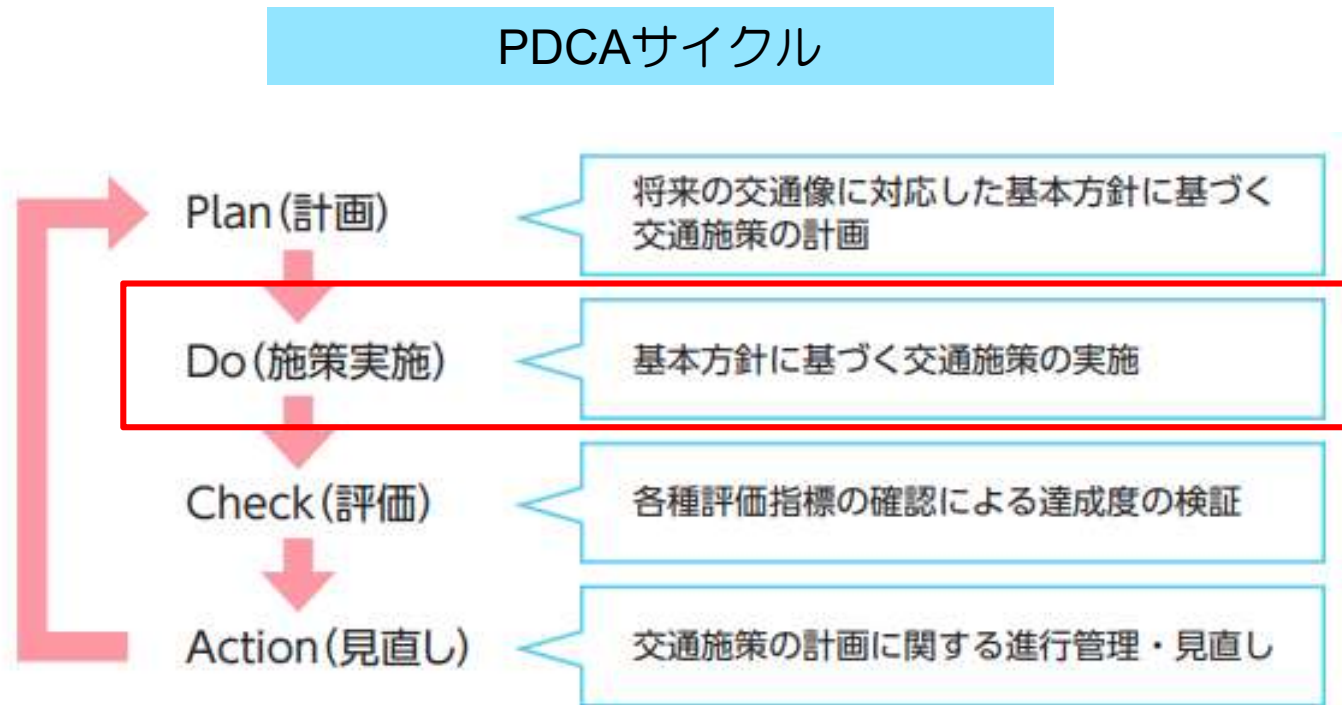 PDCAサイクル
Plan(計画)
将来の交通像に対応した基本方針に基づく
交通施策の計画
Do(施策実施)
基本方針に基づく交通施策の実施
Check(評価)
各種評価指標の確認による達成度の検証
Action(見直し)
交通施策の計画に関する進行管理・見直し